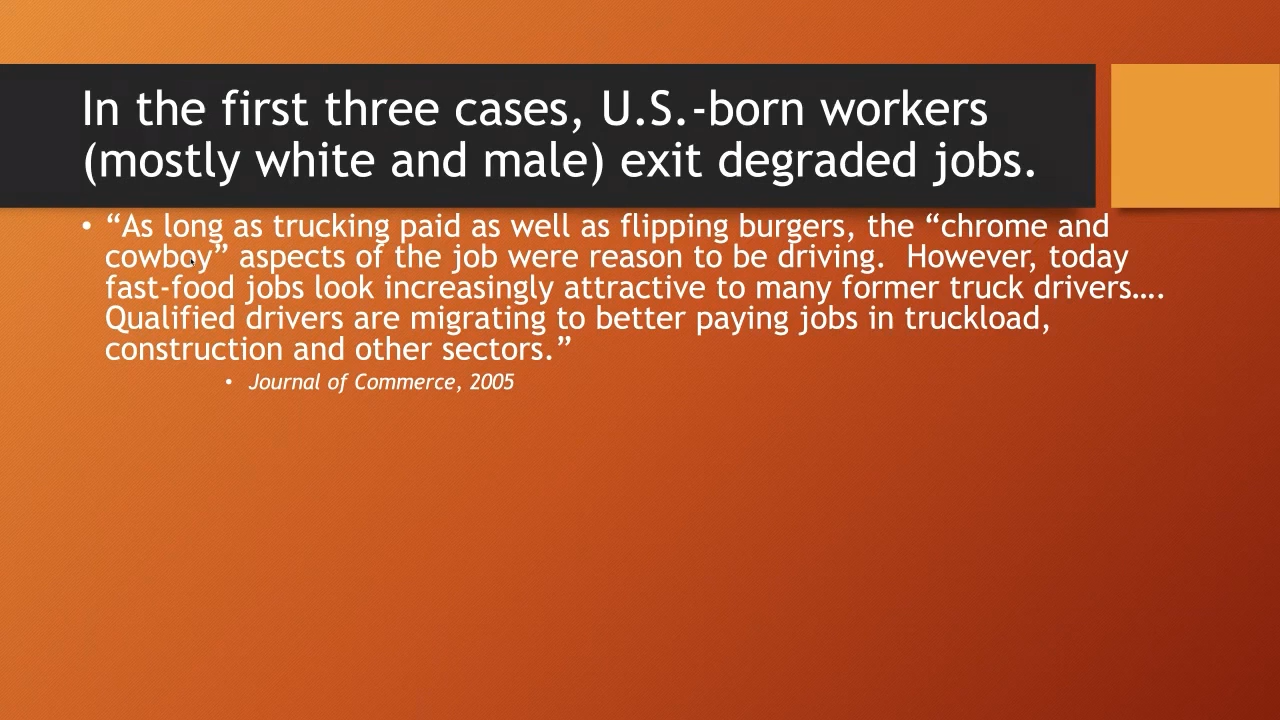 In the first three cases, U.S.-born workers
(mostly white and male) exit degraded jobs.
• “As long as trucking paid as well as flipping burgers, the “chrome and
cowboy” aspects of the job were reason to be driving.  However, today
fast-food jobs look increasingly attractive to many former truck drivers….
Qualified drivers are migrating to better paying jobs in truckload,
construction and other sectors.”
• Journal of Commerce, 2005